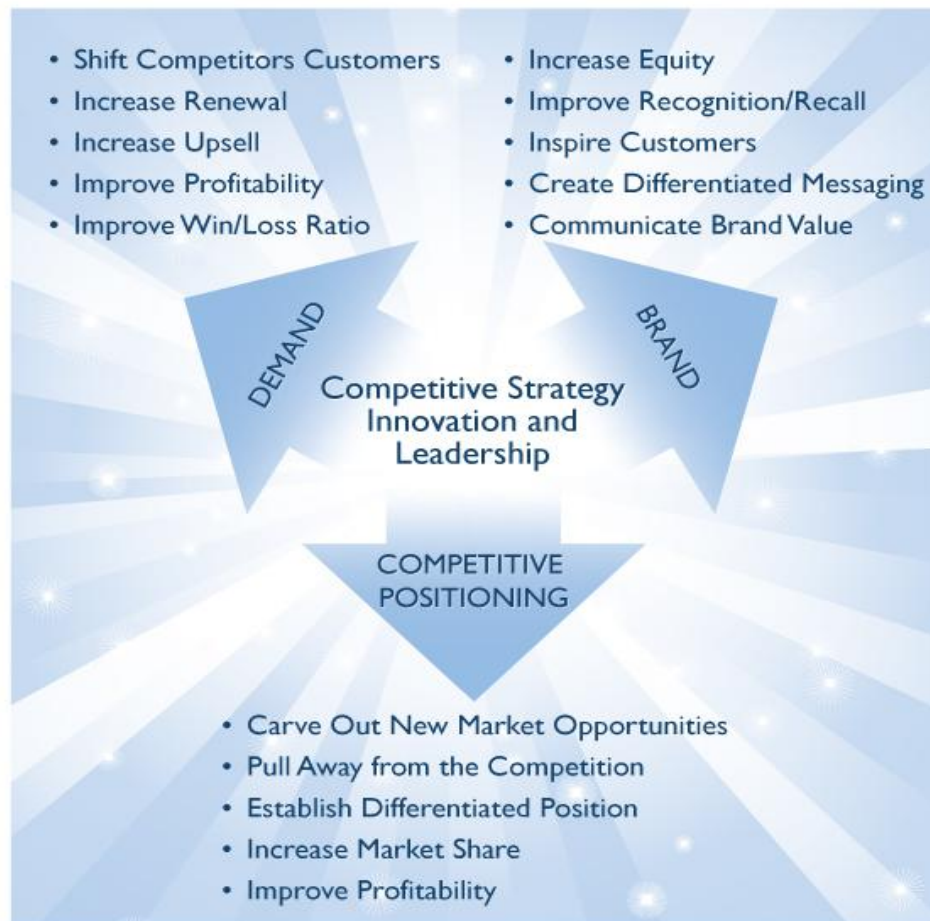 • Shift Competitors Customers
• Increase Renewal
• Increase Upsell
• Improve Profitability
• Improve Win/Loss Ratio
• Increase Equity
• Improve Recognition/Recall
• Inspire Customers
• Create Differentiated Messaging
• Communicate Brand Value
DEMAND
BRAND
Competitive Strategy
Innovation and
Leadership
COMPETITIVE
POSITIONING
• Carve Out New Market Opportunities
• Pull Away from the Competition
• Establish Differentiated Position
• Increase Market Share
• Improve Profitability